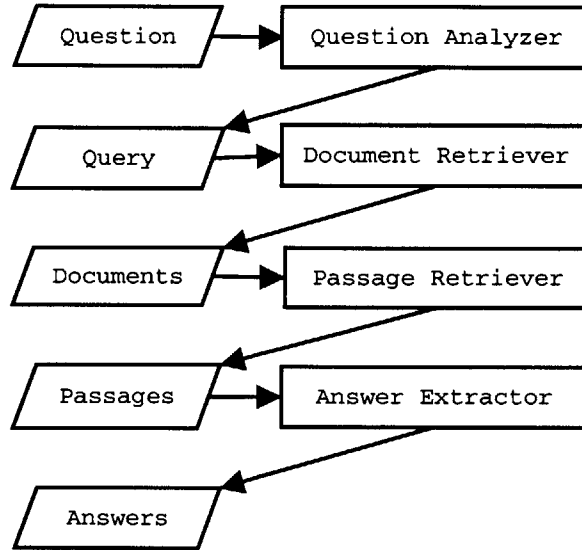 Question
Question Analyzer
Query
Document Retriever
Documents
Passage Retriever
Passages
Answer Extractor
Answers